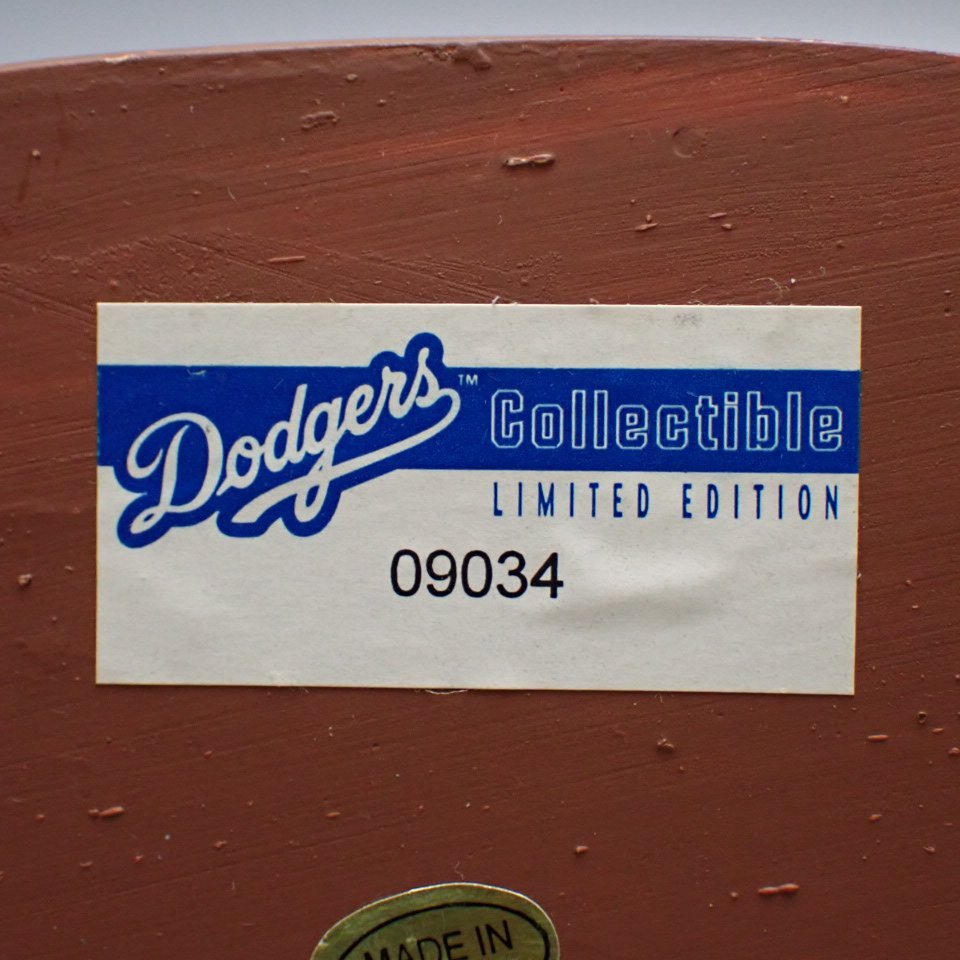 Dodgers™ Collectible
LIMITED EDITION
09034
MADE IN